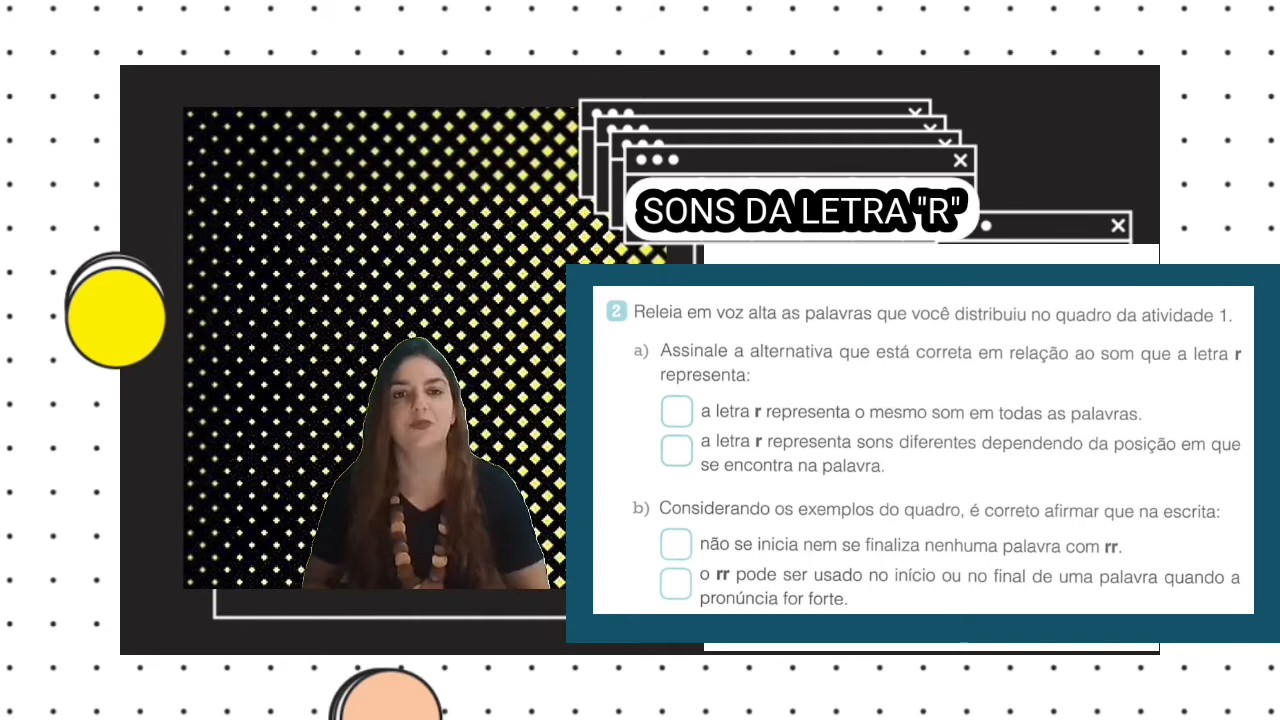 SONS DA LETRA "R"
2 Releia em voz alta as palavras que você distribuiu no quadro da atividade 1.
a) Assinale a alternativa que está correta em relação ao som que a letra r
representa:
a letra r representa o mesmo som em todas as palavras.
a letra r representa sons diferentes dependendo da posição em que
se encontra na palavra.
b) Considerando os exemplos do quadro, é correto afirmar que na escrita:
não se inicia nem se finaliza nenhuma palavra com rr.
o rr pode ser usado no início ou no final de uma palavra quando a
pronúncia for forte.